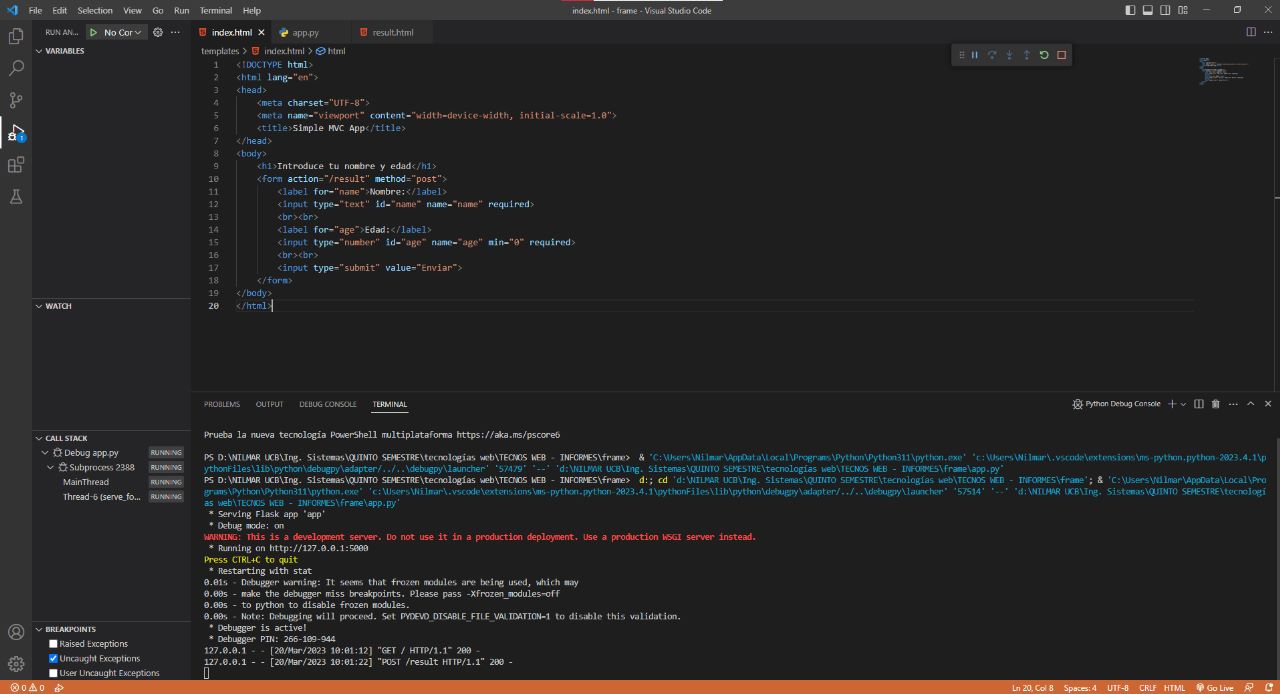 File Edit Selection View Go Run Terminal Help
index.html - frame - Visual Studio Code
RUN AN... No Cor
index.html app.py result.html
VARIABLES
templates > index.html > html
1 <!DOCTYPE html>
2 <html lang="en">
3 <head>
4 <meta charset="UTF-8">
5 <meta name="viewport" content="width=device-width, initial-scale=1.0">
6 <title>Simple MVC App</title>
7 </head>
8 <body>
9 <h1>Introduce tu nombre y edad</h1>
10 <form action="/result" method="post">
11 <label for="name">Nombre:</label>
12 <input type="text" id="name" name="name" required>
13 <br><br>
14 <label for="age">Edad:</label>
15 <input type="number" id="age" name="age" min="0" required>
16 <br><br>
17 <input type="submit" value="Enviar">
18 </form>
19 </body>
20 </html>
WATCH
CALL STACK
Debug app.py RUNNING
Subprocess 2388 RUNNING
MainThread RUNNING
Thread-6 (serve_fo... RUNNING
BREAKPOINTS
Raised Exceptions
Uncaught Exceptions
User Uncaught Exceptions
PROBLEMS OUTPUT DEBUG CONSOLE TERMINAL
Python Debug Console
Prueba la nueva tecnología PowerShell multiplataforma https://aka.ms/pscore6
PS D:\NILMAR UCB\Ing. Sistemas\QUINTO SEMESTRE\tecnologías web\TECNOS WEB - INFORMES\frame> & 'C:\Users\Nilmar\AppData\Local\Programs\Python\Python311\python.exe' 'c:\Users\Nilmar\.vscode\extensions\ms-python.python-2023.4.1\p
ythonFiles\lib\python\debugpy\adapter/../..\debugpy\launcher' '57479' '--' 'd:\NILMAR UCB\Ing. Sistemas\QUINTO SEMESTRE\tecnologías web\TECNOS WEB - INFORMES\frame\app.py'
PS D:\NILMAR UCB\Ing. Sistemas\QUINTO SEMESTRE\tecnologías web\TECNOS WEB - INFORMES\frame> d:; cd 'd:\NILMAR UCB\Ing. Sistemas\QUINTO SEMESTRE\tecnologías web\TECNOS WEB - INFORMES\frame'; & 'C:\Users\Nilmar\AppData\Local\Pro
grams\Python\Python311\python.exe' 'c:\Users\Nilmar\.vscode\extensions\ms-python.python-2023.4.1\pythonFiles\lib\python\debugpy\adapter/../..\debugpy\launcher' '57514' '--' 'd:\NILMAR UCB\Ing. Sistemas\QUINTO SEMESTRE\tecnologí
as web\TECNOS WEB - INFORMES\frame\app.py'
* Serving Flask app 'app'
* Debug mode: on
WARNING: This is a development server. Do not use it in a production deployment. Use a production WSGI server instead.
* Running on http://127.0.0.1:5000
Press CTRL+C to quit
* Restarting with stat
0.01s - Debugger warning: It seems that frozen modules are being used, which may
0.00s - make the debugger miss breakpoints. Please pass -Xfrozen_modules=off
0.00s - to python to disable frozen modules.
0.00s - Note: Debugging will proceed. Set PYDEVD_DISABLE_FILE_VALIDATION=1 to disable this validation.
* Debugger is active!
* Debugger PIN: 266-109-944
127.0.0.1 - - [20/Mar/2023 10:01:12] "GET / HTTP/1.1" 200 -
127.0.0.1 - - [20/Mar/2023 10:01:22] "POST /result HTTP/1.1" 200 -
0 0
Ln 20, Col 8 Spaces: 4 UTF-8 CRLF HTML Go Live